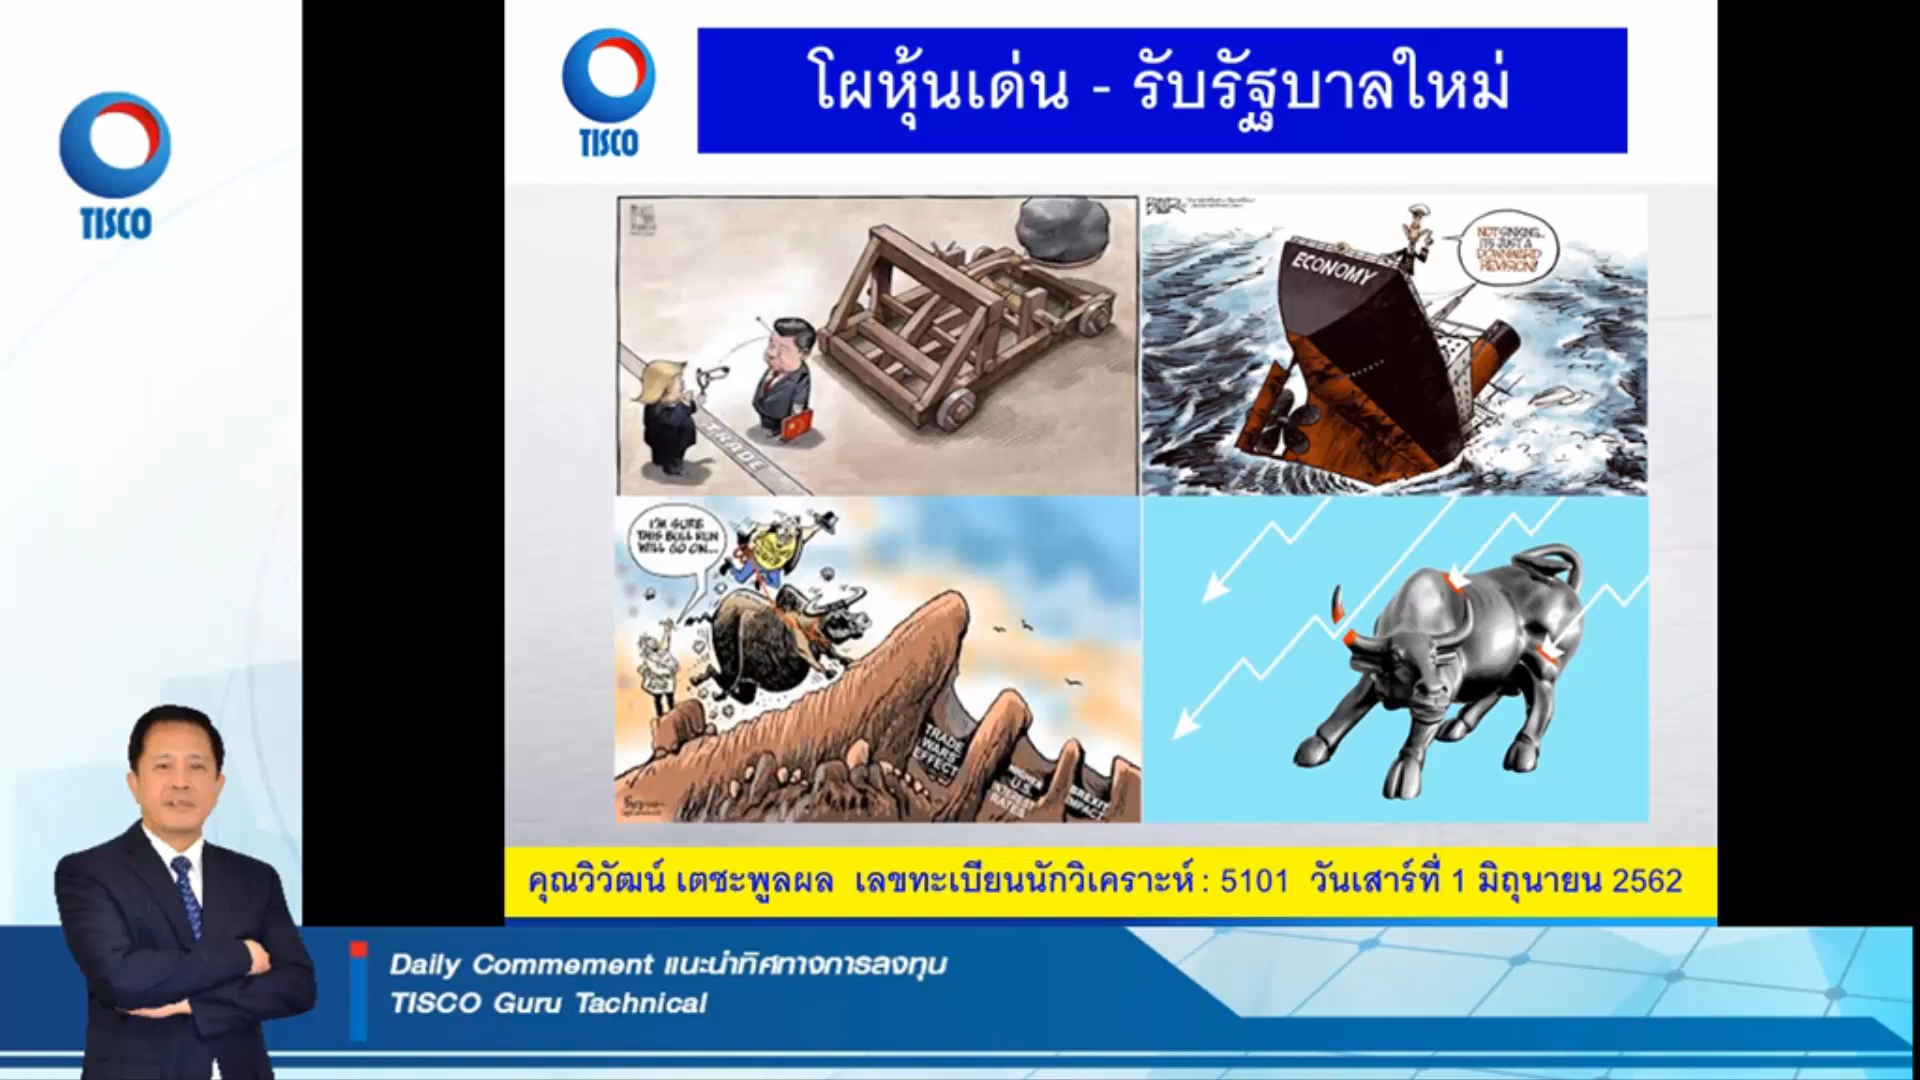 TISCO
TISCO
โผหุ้นเด่น - รับรัฐบาลใหม่
TRADE
ECONOMY
NOT SINKING...
IT'S JUST A
DOWNWARD
REVISION!
I'M SURE
THIS BULL RUN
WILL GO ON...
TRADE
WARS
EFFECT
HIGHER
U.S.
INTEREST
RATES
BREXIT
IMPACT
คุณวิวัฒน์ เตชะพูลผล เลขทะเบียนนักวิเคราะห์ : 5101 วันเสาร์ที่ 1 มิถุนายน 2562
Daily Commement แนะนำทิศทางการลงทุน
TISCO Guru Tachnical